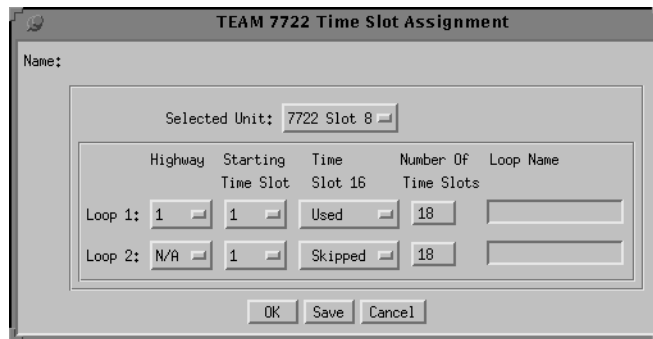 TEAM 7722 Time Slot Assignment
Name:
Selected Unit: 7722 Slot 8
Highway Starting Time Slot Time Slot 16 Number Of Time Slots Loop Name
Loop 1: 1 1 Used 18
Loop 2: N/A 1 Skipped 18
OK Save Cancel